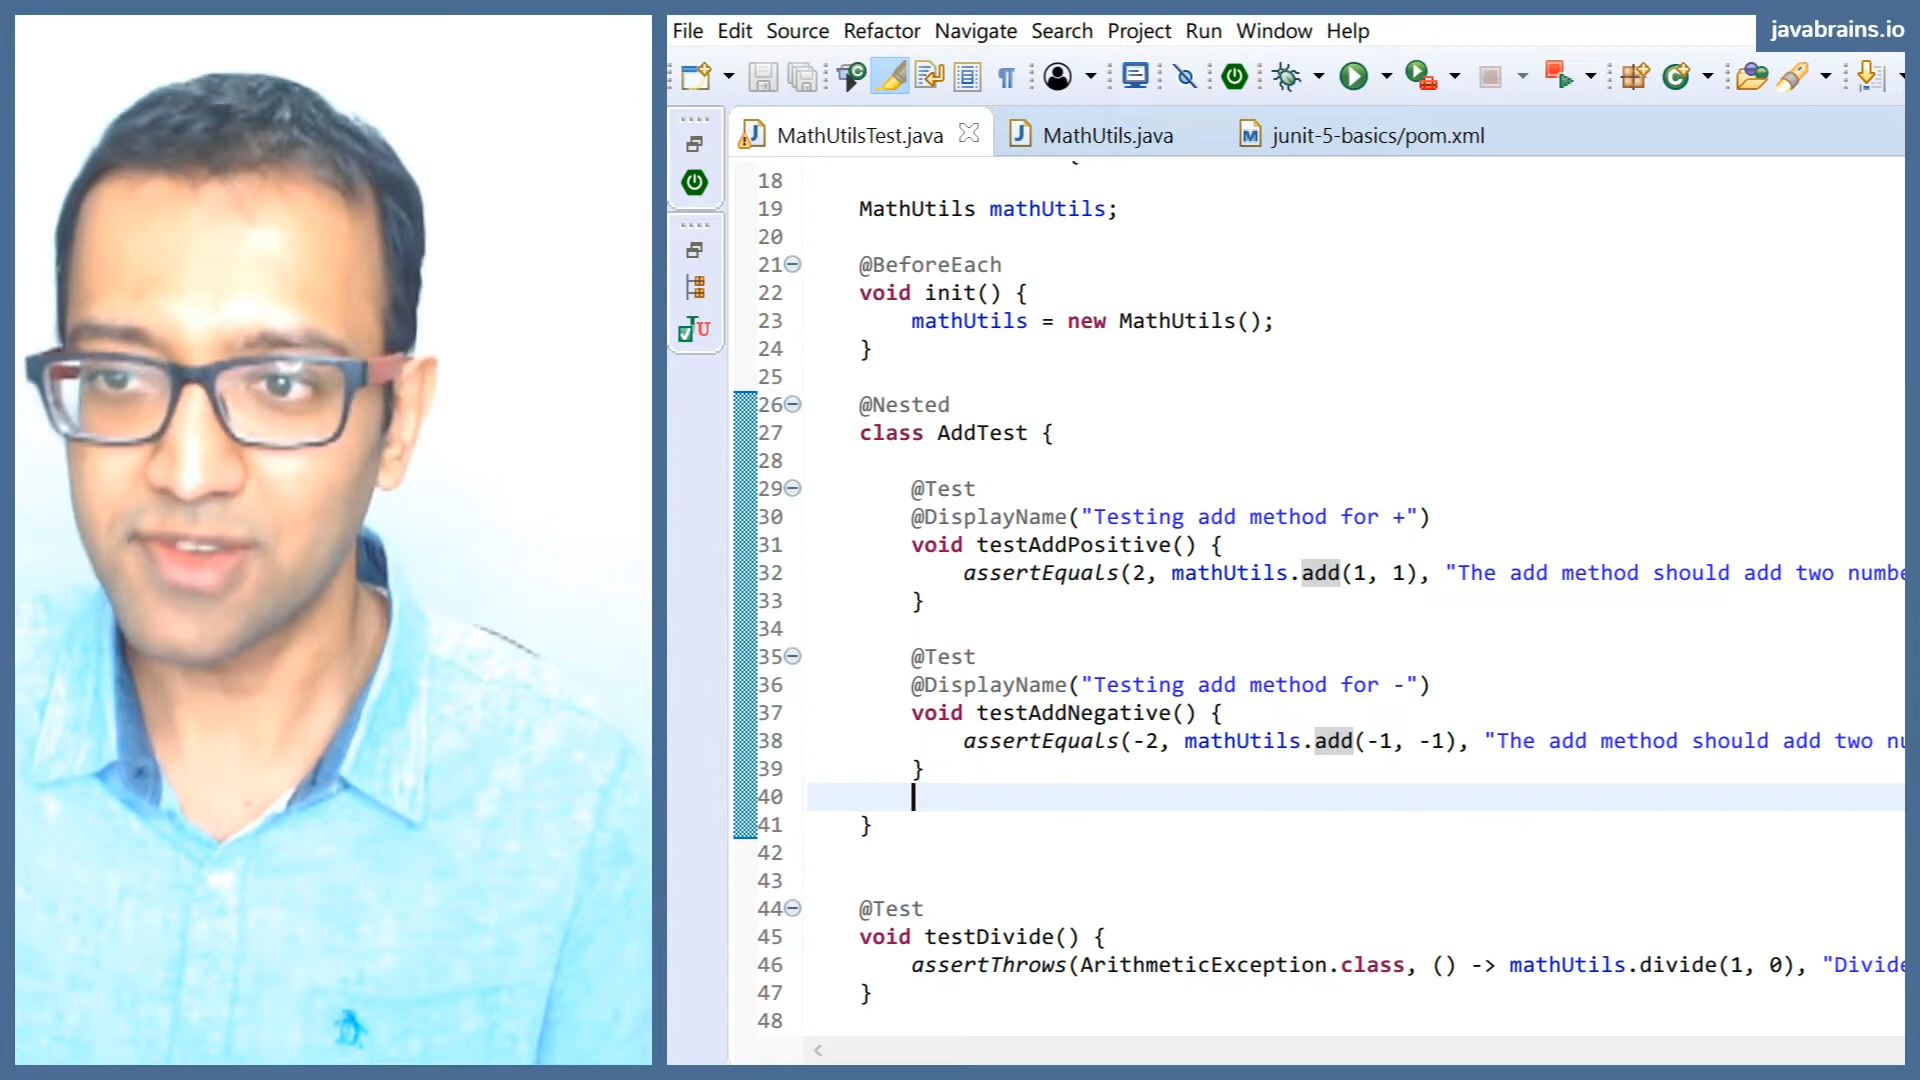 File Edit Source Refactor Navigate Search Project Run Window Help
javabrains.io
MathUtilsTest.java
MathUtils.java
junit-5-basics/pom.xml
18
19 MathUtils mathUtils;
20
21 @BeforeEach
22 void init() {
23 mathUtils = new MathUtils();
24 }
25
26 @Nested
27 class AddTest {
28
29 @Test
30 @DisplayName("Testing add method for +")
31 void testAddPositive() {
32 assertEquals(2, mathUtils.add(1, 1), "The add method should add two numbe
33 }
34
35 @Test
36 @DisplayName("Testing add method for -")
37 void testAddNegative() {
38 assertEquals(-2, mathUtils.add(-1, -1), "The add method should add two nu
39 }
40
41 }
42
43
44 @Test
45 void testDivide() {
46 assertThrows(ArithmeticException.class, () -> mathUtils.divide(1, 0), "Divide
47 }
48